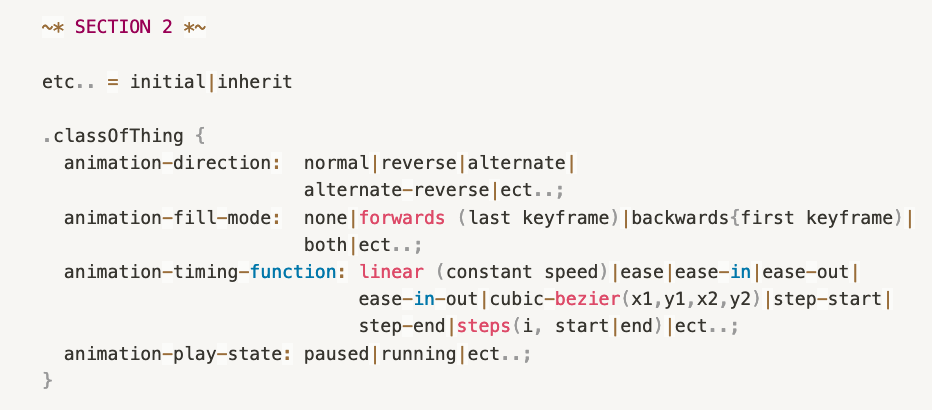 ~* SECTION 2 *~
etc.. = initial|inherit
.classOfThing {
animation-direction: normal|reverse|alternate|
alternate-reverse|ect..;
animation-fill-mode: none|forwards (last keyframe)|backwards{first keyframe)|
both|ect..;
animation-timing-function: linear (constant speed)|ease|ease-in|ease-out|
ease-in-out|cubic-bezier(x1,y1,x2,y2)|step-start|
step-end|steps(i, start|end)|ect..;
animation-play-state: paused|running|ect..;
}